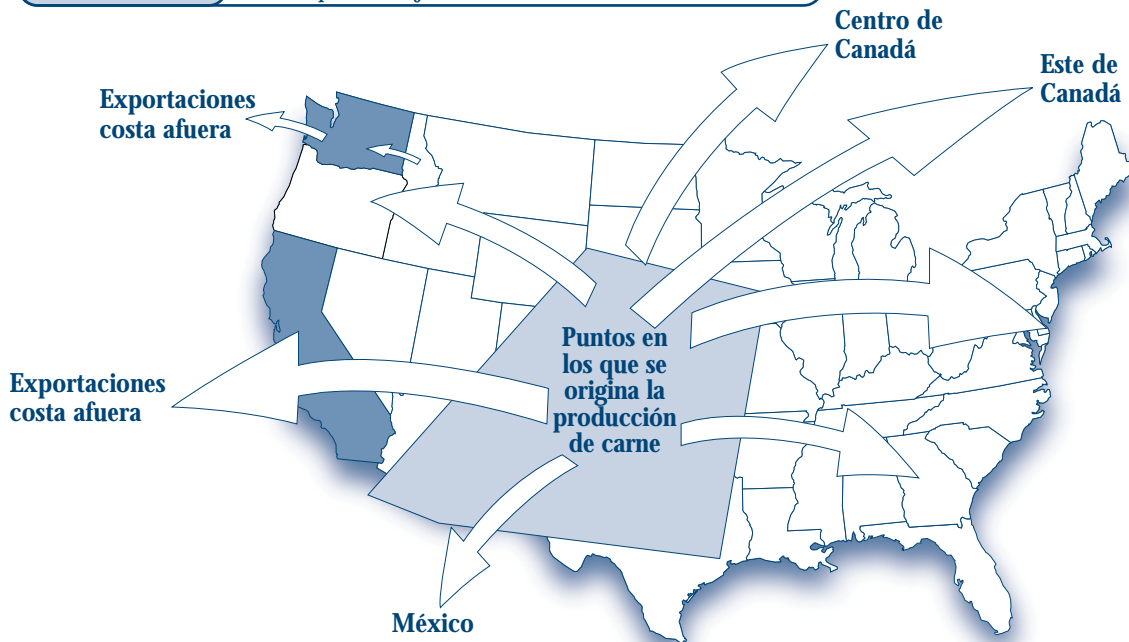 Centro de
Canadá
Este de
Canadá
Exportaciones
costa afuera
Puntos en
los que se
origina la
producción
de carne
Exportaciones
costa afuera
México